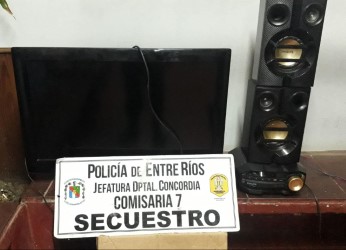 POLICÍA DE ENTRE RÍOS
JEFATURA DPTAL. CONCORDIA
COMISARIA 7
SECUESTRO